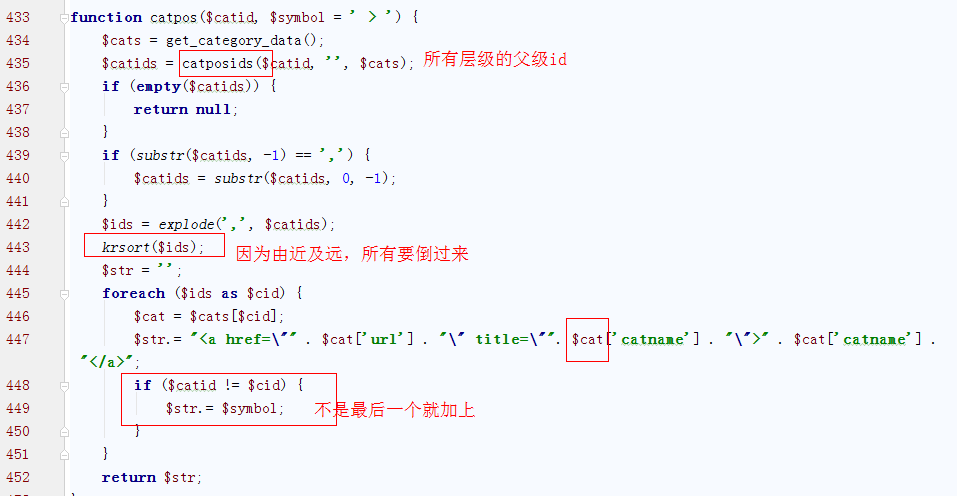 433 function catpos($catid, $symbol = ' > ') {
434 $cats = get_category_data();
435 $catids = catposids($catid, '', $cats); 所有层级的父级id
436 if (empty($catids)) {
437 return null;
438 }
439 if (substr($catids, -1) == ',') {
440 $catids = substr($catids, 0, -1);
441 }
442 $ids = explode(',', $catids);
443 krsort($ids); 因为由近及远，所有要倒过来
444 $str = '';
445 foreach ($ids as $cid) {
446 $cat = $cats[$cid];
447 $str.= "<a href=\"" . $cat['url'] . "\" title=\"". $cat['catname'] . "\">" . $cat['catname'] .
"</a>";
448 if ($catid != $cid) {
449 $str.= $symbol; 不是最后一个就加上
450 }
451 }
452 return $str;